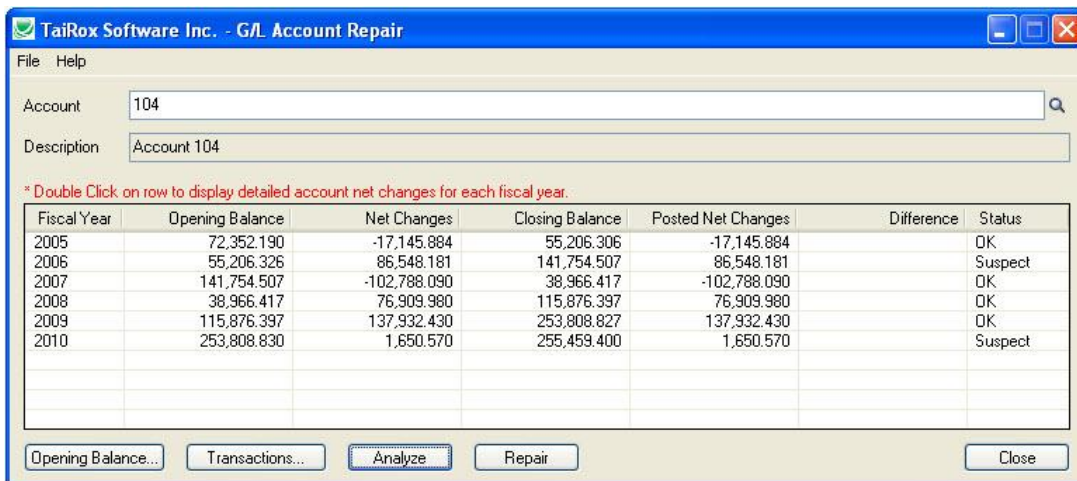 TaiRox Software Inc. - G/L Account Repair
File Help
Account 104
Description Account 104
* Double Click on row to display detailed account net changes for each fiscal year.
Fiscal Year Opening Balance Net Changes Closing Balance Posted Net Changes Difference Status
2005 72,352.190 -17,145.884 55,206.306 -17,145.884 OK
2006 55,206.326 86,548.181 141,754.507 86,548.181 Suspect
2007 141,754.507 -102,788.090 38,966.417 -102,788.090 OK
2008 38,966.417 76,909.980 115,876.397 76,909.980 OK
2009 115,876.397 137,932.430 253,808.827 137,932.430 OK
2010 253,808.830 1,650.570 255,459.400 1,650.570 Suspect
Opening Balance... Transactions... Analyze Repair Close